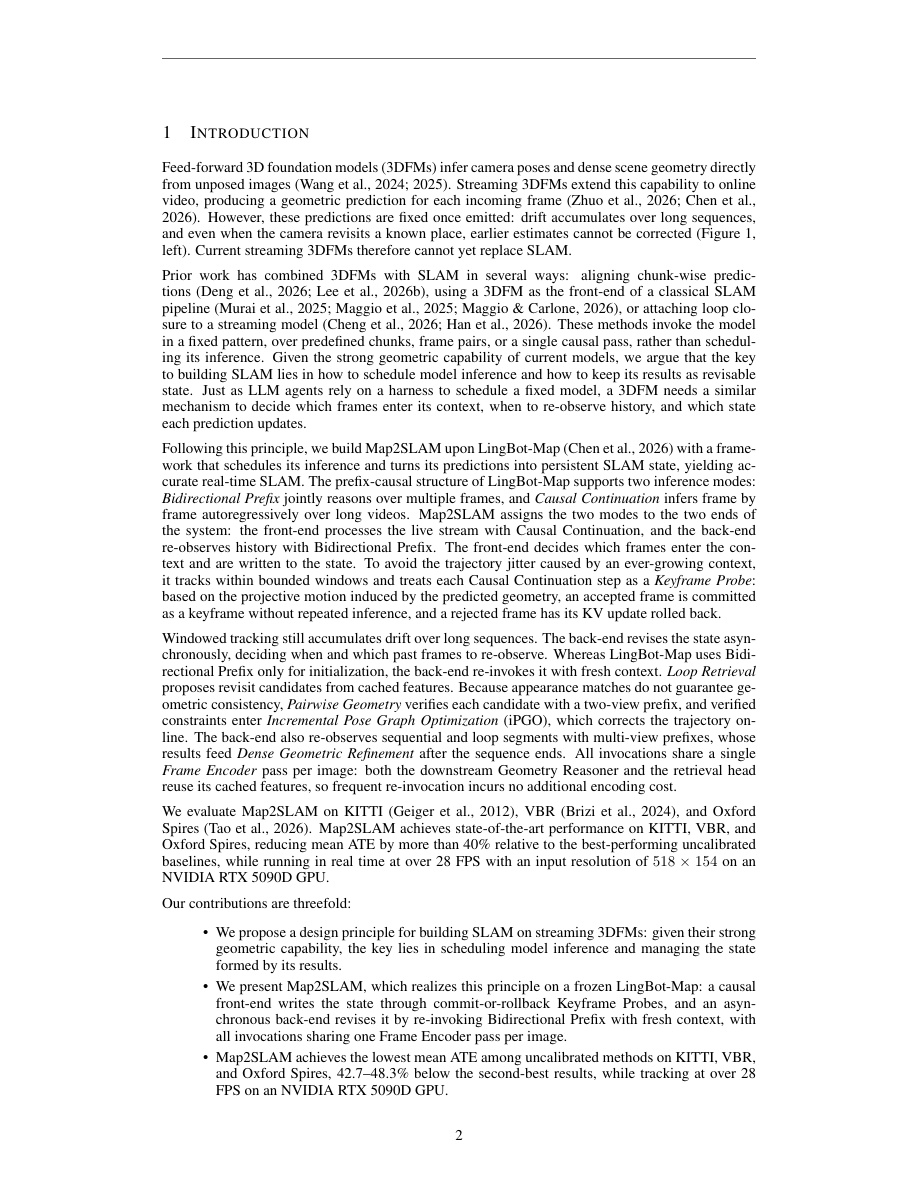 1 INTRODUCTION
Feed-forward 3D foundation models (3DFMs) infer camera poses and dense scene geometry directly
from unposed images (Wang et al., 2024; 2025). Streaming 3DFMs extend this capability to online
video, producing a geometric prediction for each incoming frame (Zhuo et al., 2026; Chen et al.,
2026). However, these predictions are fixed once emitted: drift accumulates over long sequences,
and even when the camera revisits a known place, earlier estimates cannot be corrected (Figure 1,
left). Current streaming 3DFMs therefore cannot yet replace SLAM.
Prior work has combined 3DFMs with SLAM in several ways: aligning chunk-wise predic-
tions (Deng et al., 2026; Lee et al., 2026b), using a 3DFM as the front-end of a classical SLAM
pipeline (Murai et al., 2025; Maggio et al., 2025; Maggio & Carlone, 2026), or attaching loop clo-
sure to a streaming model (Cheng et al., 2026; Han et al., 2026). These methods invoke the model
in a fixed pattern, over predefined chunks, frame pairs, or a single causal pass, rather than schedul-
ing its inference. Given the strong geometric capability of current models, we argue that the key
to building SLAM lies in how to schedule model inference and how to keep its results as revisable
state. Just as LLM agents rely on a harness to schedule a fixed model, a 3DFM needs a similar
mechanism to decide which frames enter its context, when to re-observe history, and which state
each prediction updates.
Following this principle, we build Map2SLAM upon LingBot-Map (Chen et al., 2026) with a frame-
work that schedules its inference and turns its predictions into persistent SLAM state, yielding ac-
curate real-time SLAM. The prefix-causal structure of LingBot-Map supports two inference modes:
Bidirectional Prefix jointly reasons over multiple frames, and Causal Continuation infers frame by
frame autoregressively over long videos. Map2SLAM assigns the two modes to the two ends of
the system: the front-end processes the live stream with Causal Continuation, and the back-end
re-observes history with Bidirectional Prefix. The front-end decides which frames enter the con-
text and are written to the state. To avoid the trajectory jitter caused by an ever-growing context,
it tracks within bounded windows and treats each Causal Continuation step as a Keyframe Probe:
based on the projective motion induced by the predicted geometry, an accepted frame is committed
as a keyframe without repeated inference, and a rejected frame has its KV update rolled back.
Windowed tracking still accumulates drift over long sequences. The back-end revises the state asyn-
chronously, deciding when and which past frames to re-observe. Whereas LingBot-Map uses Bidi-
rectional Prefix only for initialization, the back-end re-invokes it with fresh context. Loop Retrieval
proposes revisit candidates from cached features. Because appearance matches do not guarantee ge-
ometric consistency, Pairwise Geometry verifies each candidate with a two-view prefix, and verified
constraints enter Incremental Pose Graph Optimization (iPGO), which corrects the trajectory on-
line. The back-end also re-observes sequential and loop segments with multi-view prefixes, whose
results feed Dense Geometric Refinement after the sequence ends. All invocations share a single
Frame Encoder pass per image: both the downstream Geometry Reasoner and the retrieval head
reuse its cached features, so frequent re-invocation incurs no additional encoding cost.
We evaluate Map2SLAM on KITTI (Geiger et al., 2012), VBR (Brizi et al., 2024), and Oxford
Spires (Tao et al., 2026). Map2SLAM achieves state-of-the-art performance on KITTI, VBR, and
Oxford Spires, reducing mean ATE by more than 40% relative to the best-performing uncalibrated
baselines, while running in real time at over 28 FPS with an input resolution of 518 × 154 on an
NVIDIA RTX 5090D GPU.
Our contributions are threefold:
• We propose a design principle for building SLAM on streaming 3DFMs: given their strong
geometric capability, the key lies in scheduling model inference and managing the state
formed by its results.
• We present Map2SLAM, which realizes this principle on a frozen LingBot-Map: a causal
front-end writes the state through commit-or-rollback Keyframe Probes, and an asyn-
chronous back-end revises it by re-invoking Bidirectional Prefix with fresh context, with
all invocations sharing one Frame Encoder pass per image.
• Map2SLAM achieves the lowest mean ATE among uncalibrated methods on KITTI, VBR,
and Oxford Spires, 42.7–48.3% below the second-best results, while tracking at over 28
FPS on an NVIDIA RTX 5090D GPU.
2